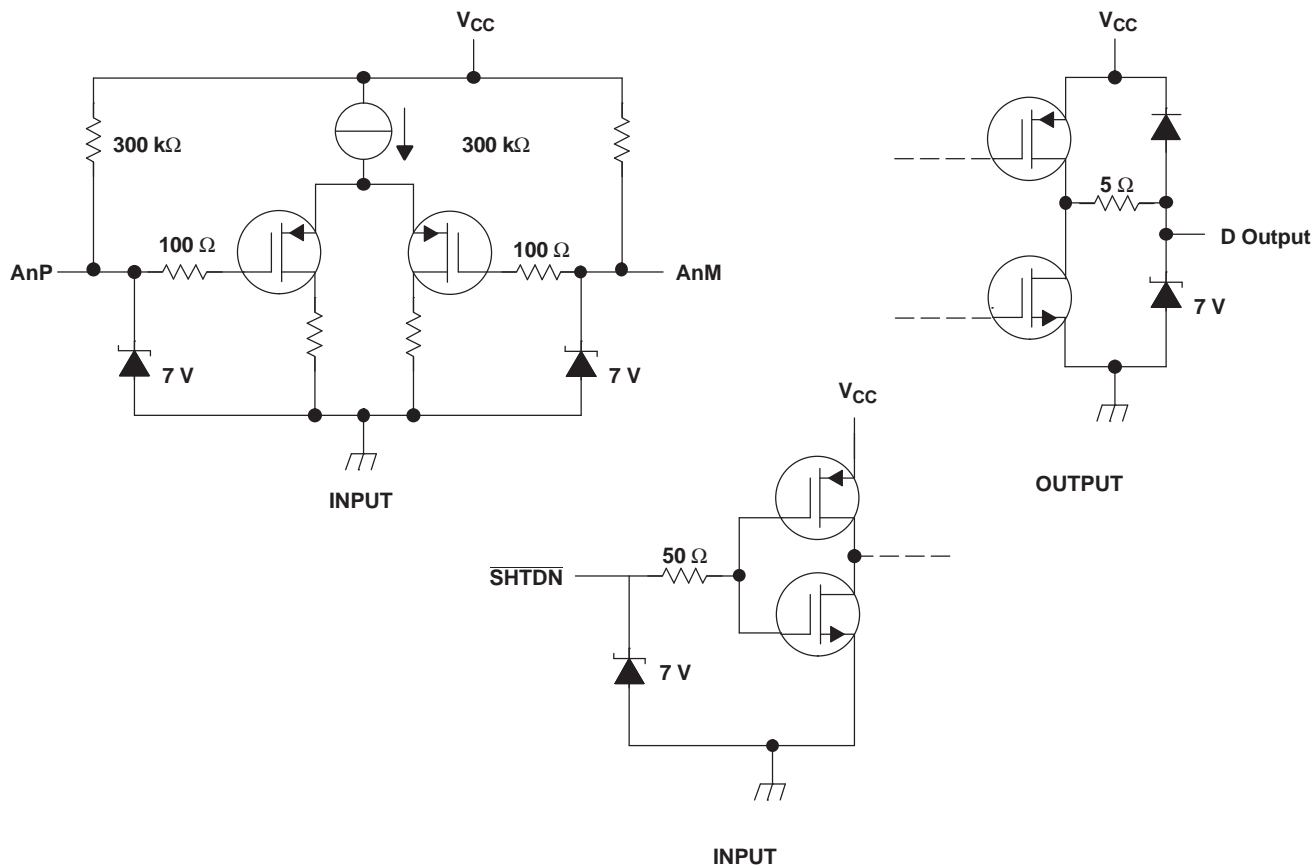 VCC
300 kΩ
300 kΩ
100 Ω
100 Ω
AnP
AnM
7 V
7 V
INPUT
VCC
5 Ω
D Output
7 V
OUTPUT
VCC
50 Ω
SHTDN
7 V
INPUT